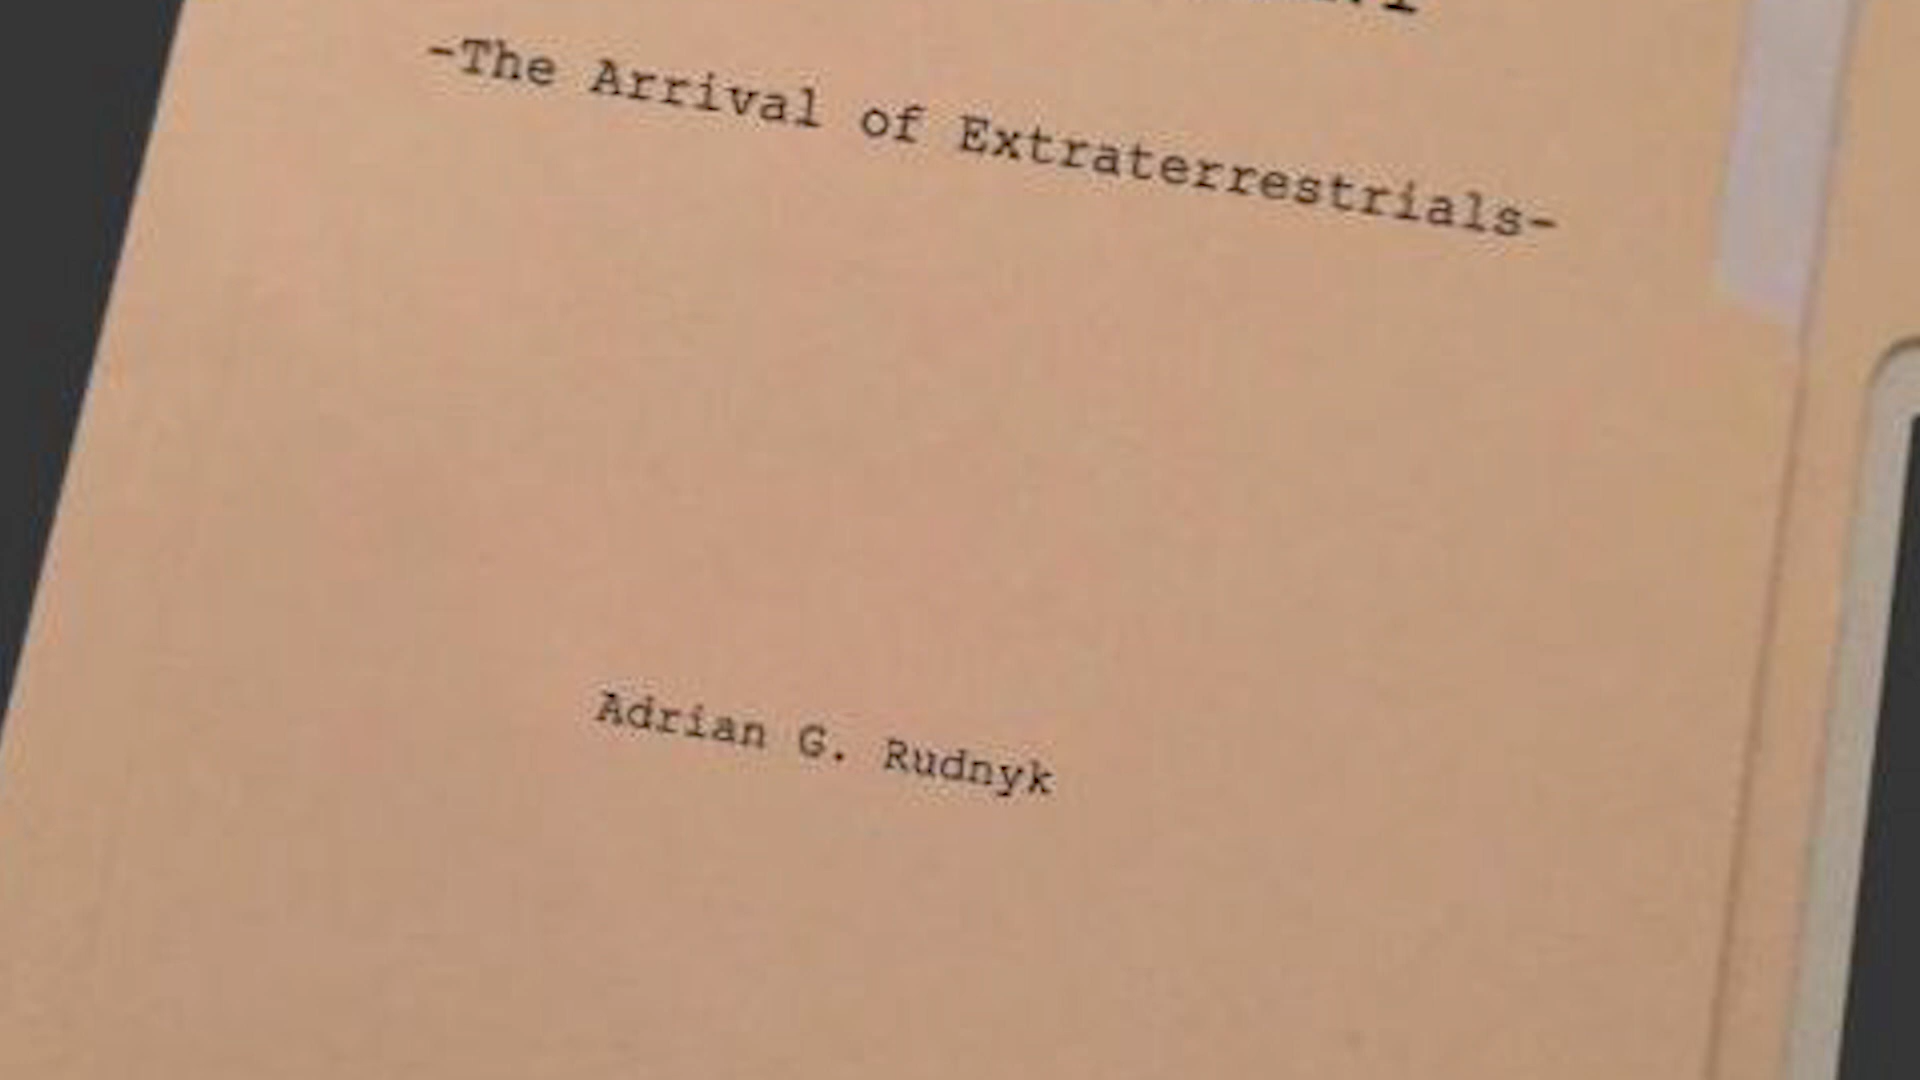 -The Arrival of Extraterrestrials-
Adrian G. Rudnyk